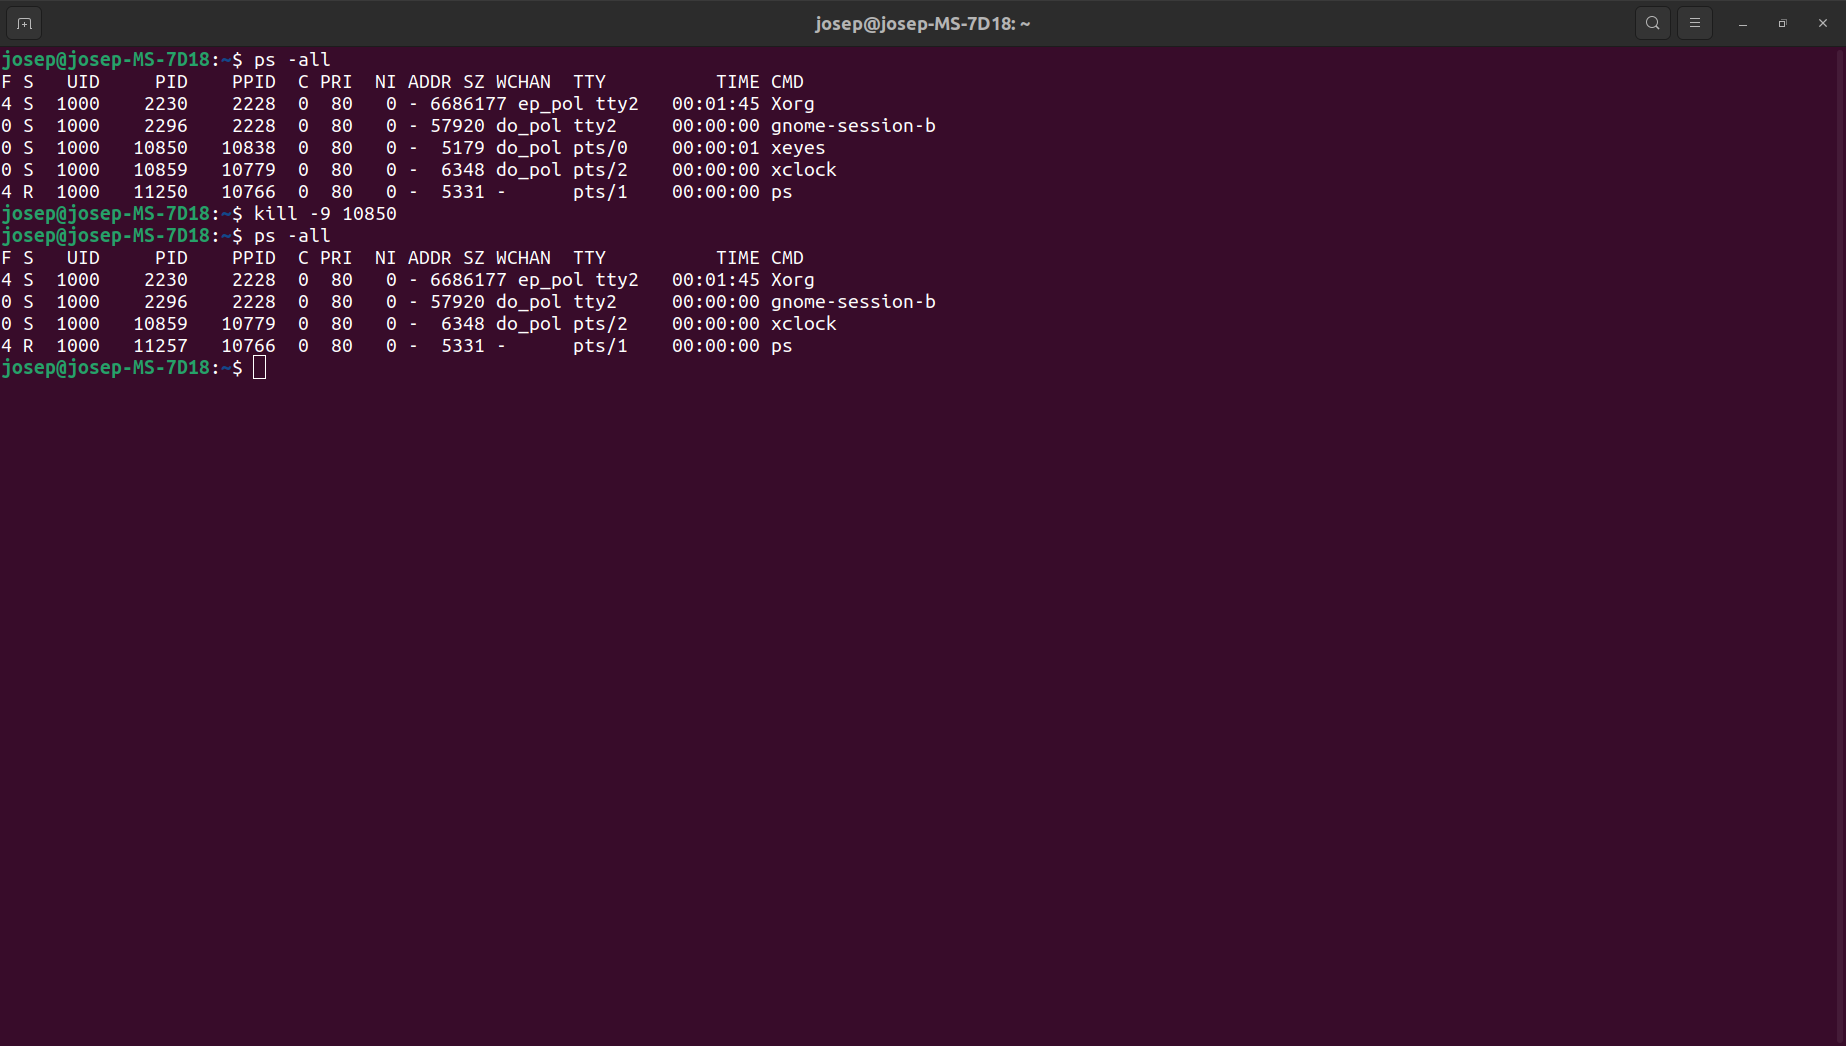 josep@josep-MS-7D18: ~
josep@josep-MS-7D18:~$ ps -all
F S   UID     PID    PPID  C PRI  NI ADDR SZ WCHAN  TTY          TIME CMD
4 S  1000    2230    2228  0  80   0 - 6686177 ep_pol tty2   00:01:45 Xorg
0 S  1000    2296    2228  0  80   0 - 57920 do_pol tty2     00:00:00 gnome-session-b
0 S  1000   10850   10838  0  80   0 -  5179 do_pol pts/0    00:00:01 xeyes
0 S  1000   10859   10779  0  80   0 -  6348 do_pol pts/2    00:00:00 xclock
4 R  1000   11250   10766  0  80   0 -  5331 -      pts/1    00:00:00 ps
josep@josep-MS-7D18:~$ kill -9 10850
josep@josep-MS-7D18:~$ ps -all
F S   UID     PID    PPID  C PRI  NI ADDR SZ WCHAN  TTY          TIME CMD
4 S  1000    2230    2228  0  80   0 - 6686177 ep_pol tty2   00:01:45 Xorg
0 S  1000    2296    2228  0  80   0 - 57920 do_pol tty2     00:00:00 gnome-session-b
0 S  1000   10859   10779  0  80   0 -  6348 do_pol pts/2    00:00:00 xclock
4 R  1000   11257   10766  0  80   0 -  5331 -      pts/1    00:00:00 ps
josep@josep-MS-7D18:~$